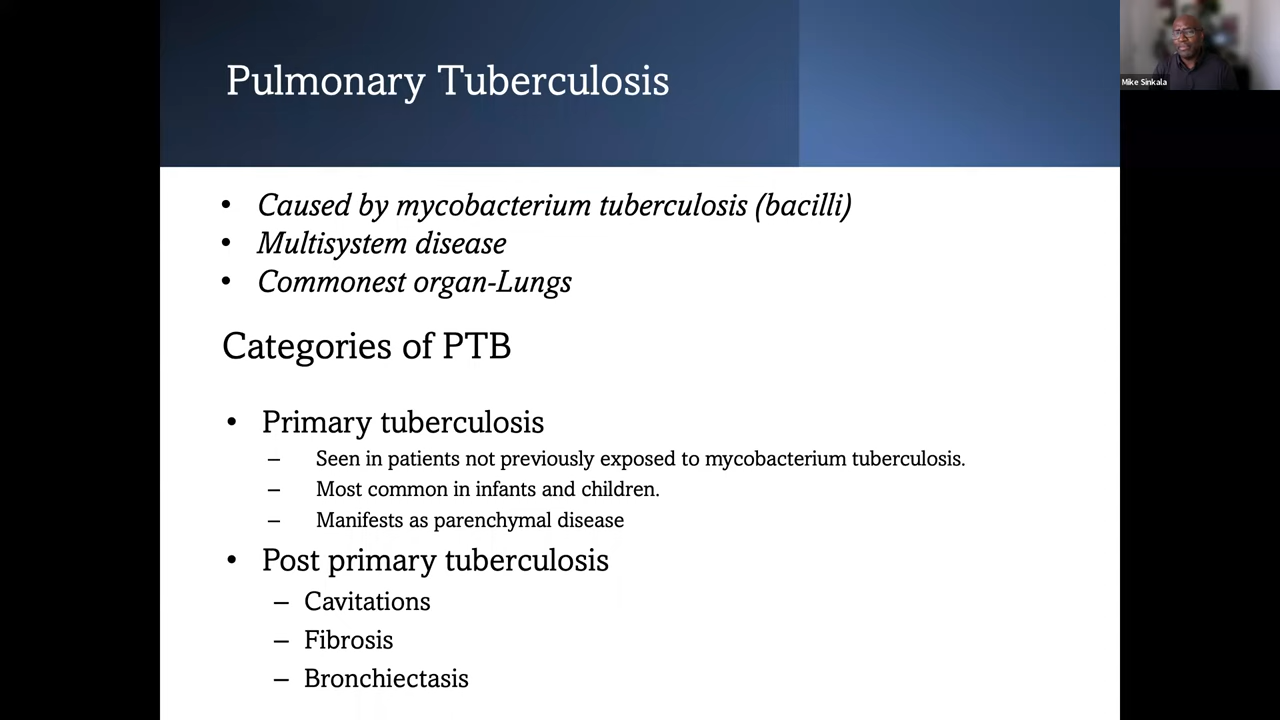 Pulmonary Tuberculosis
Mike Sinkala
• Caused by mycobacterium tuberculosis (bacilli)
• Multisystem disease
• Commonest organ-Lungs
Categories of PTB
• Primary tuberculosis
– Seen in patients not previously exposed to mycobacterium tuberculosis.
– Most common in infants and children.
– Manifests as parenchymal disease
• Post primary tuberculosis
– Cavitations
– Fibrosis
– Bronchiectasis